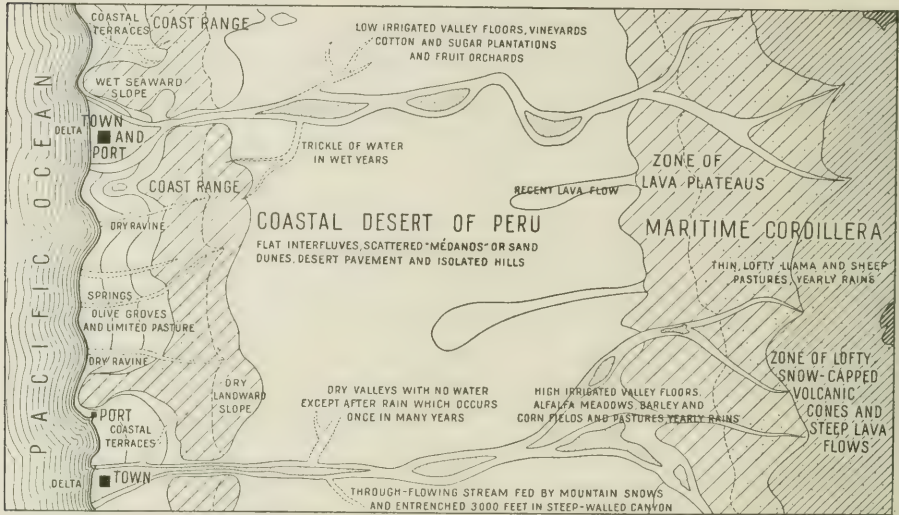 PACIFIC OCEAN
COASTAL
TERRACES
COAST RANGE
LOW IRRIGATED VALLEY FLOORS, VINEYARDS
COTTON AND SUGAR PLANTATIONS
AND FRUIT ORCHARDS
WET SEAWARD
SLOPE
DELTA
TOWN
AND
PORT
TRICKLE OF WATER
IN WET YEARS
COAST RANGE
ZONE OF
LAVA PLATEAUS
RECENT LAVA FLOW
DRY RAVINE
COASTAL DESERT OF PERU
FLAT INTERFLUVES, SCATTERED "MÉDANOS" OR SAND
DUNES, DESERT PAVEMENT AND ISOLATED HILLS
MARITIME CORDILLERA
THIN, LOFTY LLAMA AND SHEEP
PASTURES, YEARLY RAINS
SPRINGS
OLIVE GROVES
AND LIMITED PASTURE
DRY RAVINE
DRY
LANDWARD
SLOPE
DRY VALLEYS WITH NO WATER
EXCEPT AFTER RAIN WHICH OCCURS
ONCE IN MANY YEARS
HIGH IRRIGATED VALLEY FLOORS
ALFALFA MEADOWS, BARLEY AND
CORN FIELDS AND PASTURES YEARLY RAINS
ZONE OF LOFTY
SNOW-CAPPED
VOLCANIC
CONES AND
STEEP LAVA
FLOWS
PORT
COASTAL
TERRACES
DELTA
TOWN
THROUGH-FLOWING STREAM FED BY MOUNTAIN SNOWS
AND ENTRENCHED 3000 FEET IN STEEP-WALLED CANYON